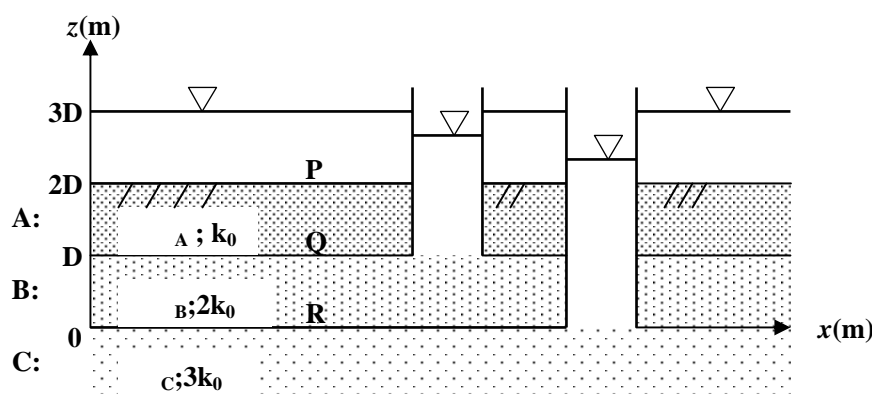 z(m)
3D
P
2D
A:
A ; k₀
Q
D
B:
B;2k₀
R
0
x(m)
C:
C;3k₀